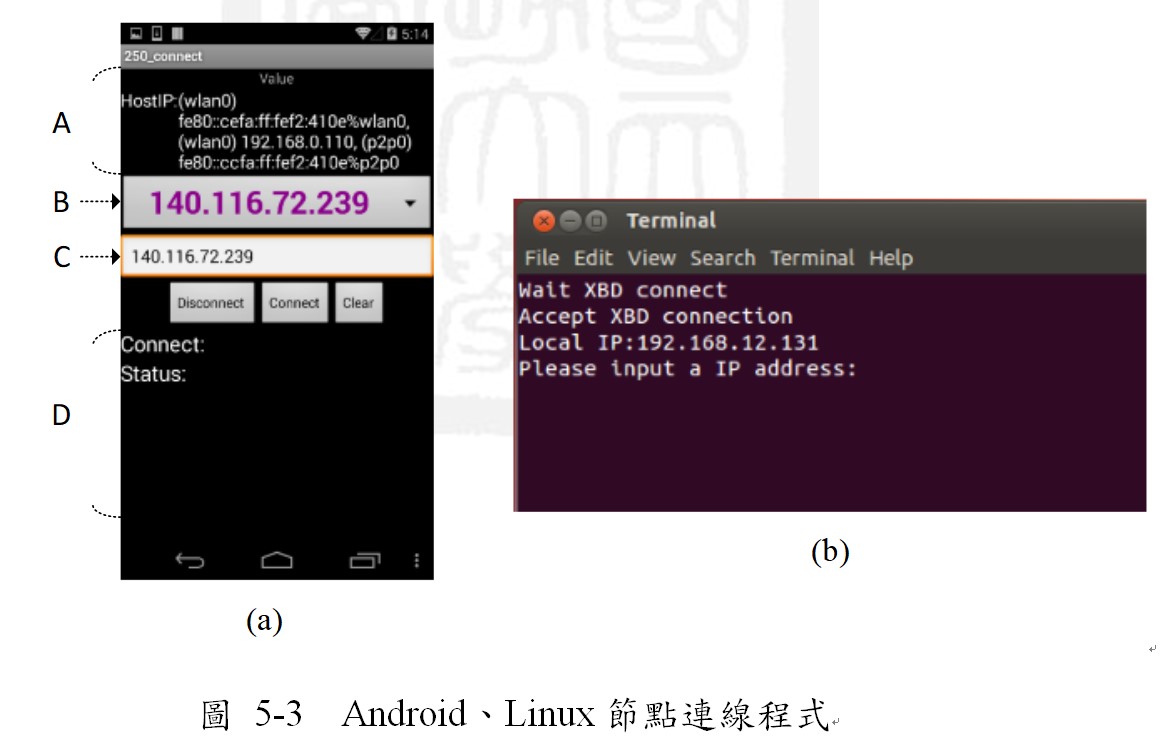 5:14
250_connect
Value
HostIP:(wlan0)
fe80::cefa:ff:fef2:410e%wlan0,
(wlan0) 192.168.0.110, (p2p0)
fe80::ccfa:ff:fef2:410e%p2p0
A
B
140.116.72.239
C
140.116.72.239
Disconnect Connect Clear
Connect:
Status:
D
(a)
Terminal
File Edit View Search Terminal Help
Wait XBD connect
Accept XBD connection
Local IP:192.168.12.131
Please input a IP address:
(b)
圖 5-3 Android、Linux 節點連線程式